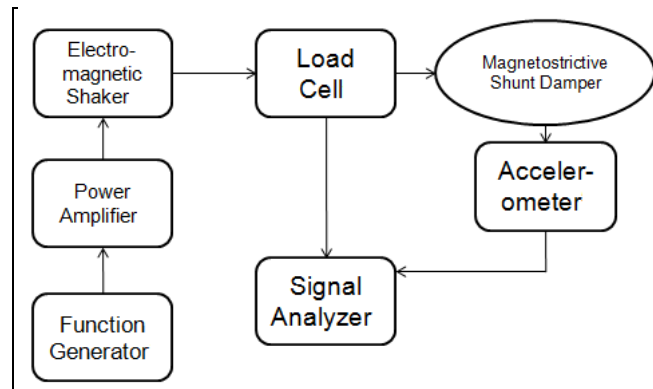 Electro-
magnetic
Shaker
Load
Cell
Magnetostrictive
Shunt Damper
Power
Amplifier
Acceler-
ometer
Function
Generator
Signal
Analyzer